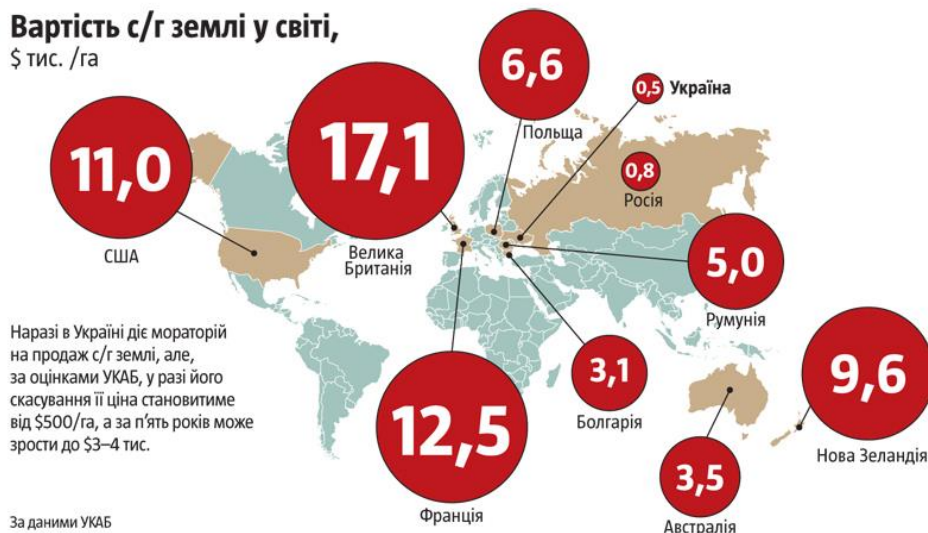 Вартість с/г землі у світі,
$ тис. /га
11,0
США
17,1
Велика
Британія
6,6
Польща
0,5
Україна
0,8
Росія
5,0
Румунія
3,1
Болгарія
12,5
Франція
3,5
Австралія
9,6
Нова Зеландія
Наразі в Україні діє мораторій
на продаж с/г землі, але,
за оцінками УКАБ, у разі його
скасування її ціна становитиме
від $500/га, а за п'ять років може
зрости до $3–4 тис.
За даними УКАБ